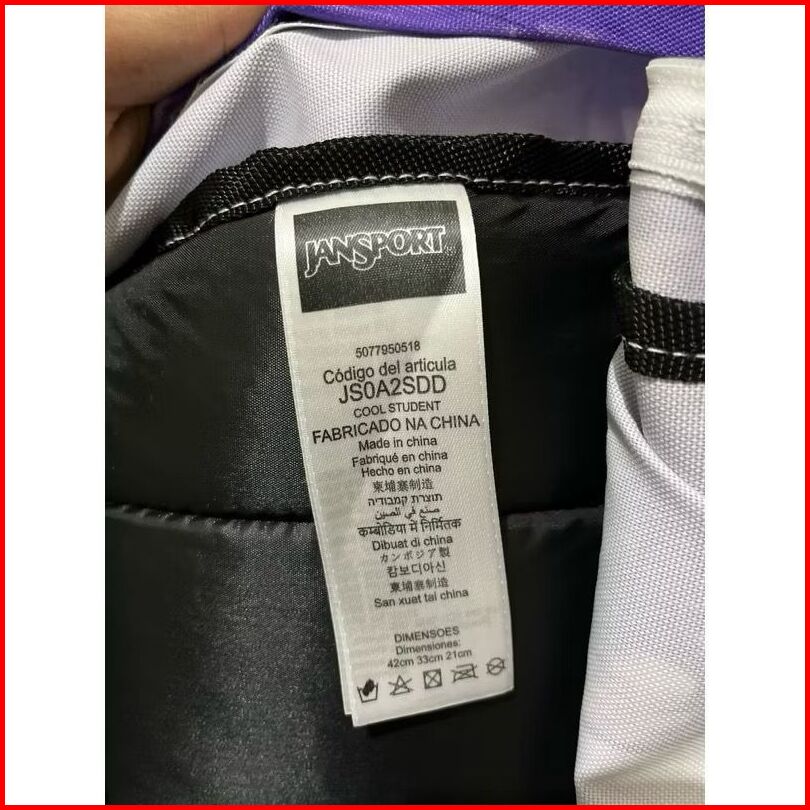 JANSPORT
5077950518
Código del articula
JS0A2SDD
COOL STUDENT
FABRICADO NA CHINA
Made in china
Fabriqué en china
Hecho en china
柬埔寨制造
תוצרת קמבודיה
صنع في الصين
कम्बोडिया में निर्मितक
Dibuat di china
カンボジア製
캄보디아신
柬埔寨制造
San xuat tai china
DIMENSOES
Dimensiones:
42cm 33cm 21cm